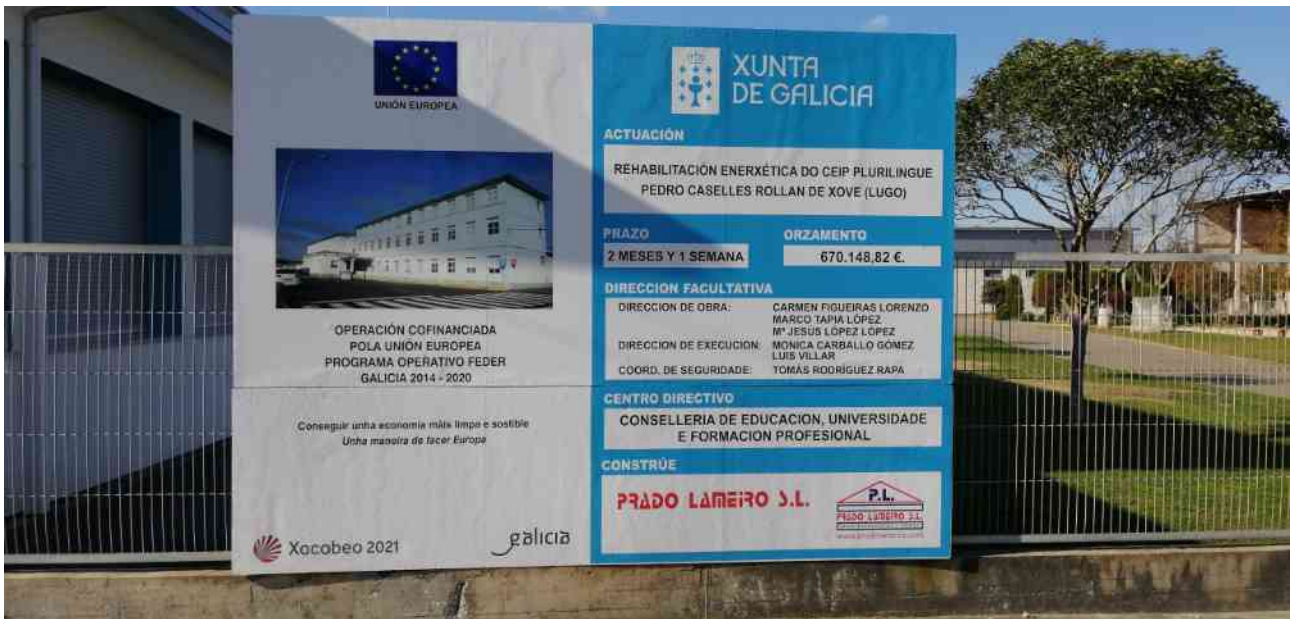 UNIÓN EUROPEA
OPERACIÓN COFINANCIADA
POLA UNIÓN EUROPEA
PROGRAMA OPERATIVO FEDER
GALICIA 2014 - 2020
Conseguir unha economía máis limpa e sostible
Unha maneira de facer Europa
Xacobeo 2021
galicia
XUNTA
DE GALICIA
ACTUACIÓN
REHABILITACIÓN ENERXÉTICA DO CEIP PLURILINGUE
PEDRO CASELLES ROLLAN DE XOVE (LUGO)
PRAZO
2 MESES Y 1 SEMANA
ORZAMENTO
670.148,82 €.
DIRECCION FACULTATIVA
DIRECCION DE OBRA: CARMEN FIGUEIRAS LORENZO
MARCO TAPIA LÓPEZ
Mª JESUS LÓPEZ LÓPEZ
DIRECCION DE EXECUCION: MONICA CARBALLO GÓMEZ
LUIS VILLAR
COORD. DE SEGURIDADE: TOMÁS RODRÍGUEZ RAPA
CENTRO DIRECTIVO
CONSELLERIA DE EDUCACION, UNIVERSIDADE
E FORMACION PROFESIONAL
CONSTRÚE
PRADO LAMEIRO S.L.
P.L.
PRADO LAMEIRO S.L.